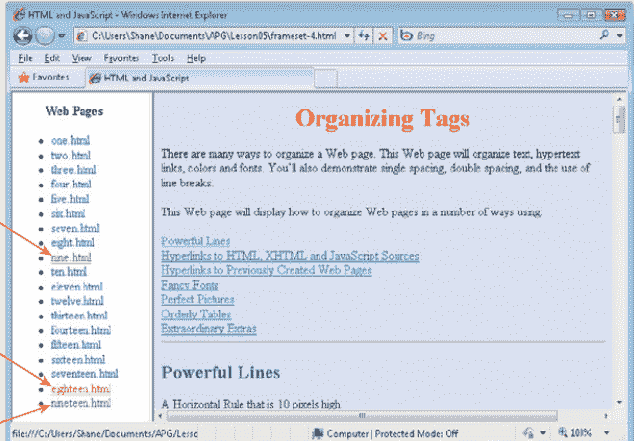 HTML and JavaScript - Windows Internet Explorer
C:\Users\Shane\Documents\APG\Lesson05\frameset-4.html
Bing
File Edit View Favorites Tools Help
Favorites HTML and JavaScript
Web Pages
one.html
two.html
three.html
four.html
five.html
six.html
seven.html
eight.html
nine.html
ten.html
eleven.html
twelve.html
thirteen.html
fourteen.html
fifteen.html
sixteen.html
seventeen.html
eighteen.html
nineteen.html
Organizing Tags
There are many ways to organize a Web page. This Web page will organize text, hypertext
links, colors and fonts. You'll also demonstrate single spacing, double spacing, and the use of
line breaks.
This Web page will display how to organize Web pages in a number of ways using:
Powerful Lines
Hyperlinks to HTML, XHTML and JavaScript Sources
Hyperlinks to Previously Created Web Pages
Fancy Fonts
Perfect Pictures
Orderly Tables
Extraordinary Extras
Powerful Lines
A Horizontal Rule that is 10 pixels high
file:///C:/Users/Shane/Documents/APG/Lesso
Computer | Protected Mode: Off
100%